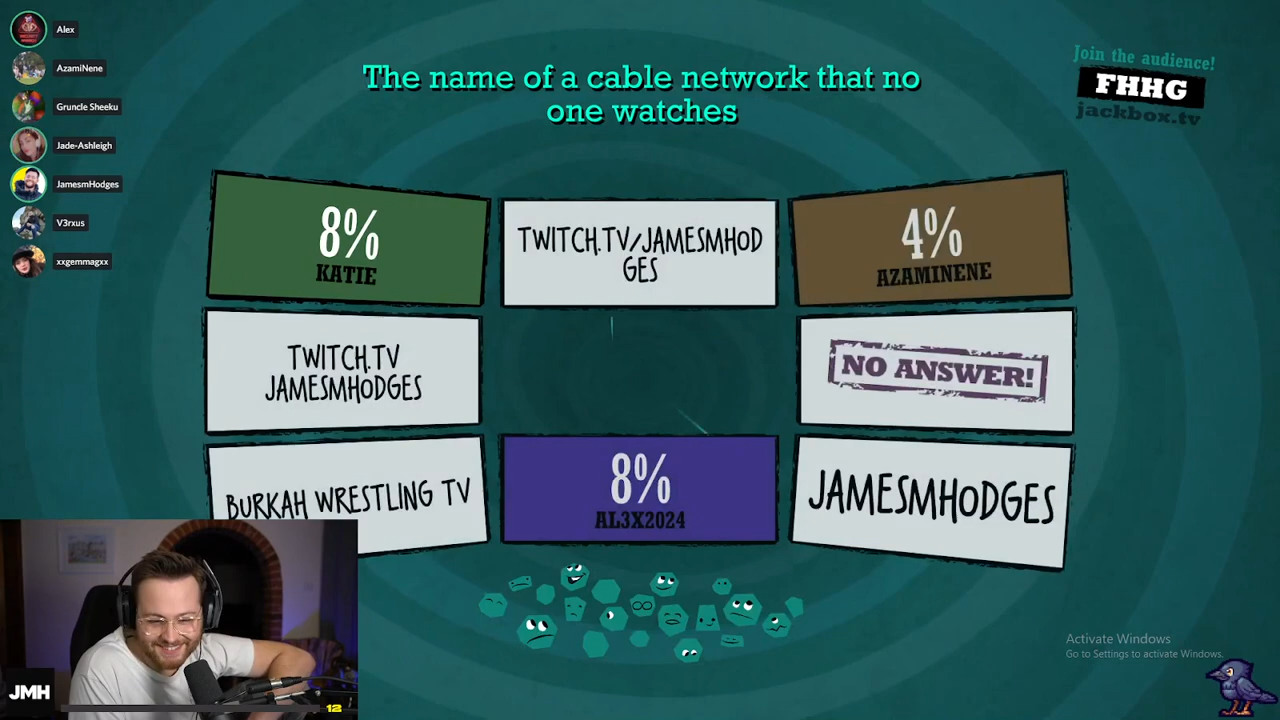 Alex
AzamiNene
Gruncle Sheeku
Jade-Ashleigh
JamesmHodges
V3rxus
xxgemmagxx
The name of a cable network that no
one watches
Join the audience!
FHHG
jackbox.tv
8%
KATIE
TWITCH.TV/JAMESMHOD
GES
4%
AZAMINENE
TWITCH.TV
JAMESMHODGES
NO ANSWER!
BURKAH WRESTLING TV
8%
AL3X2024
JAMESMHODGES
Activate Windows
Go to Settings to activate Windows.
JMH
12